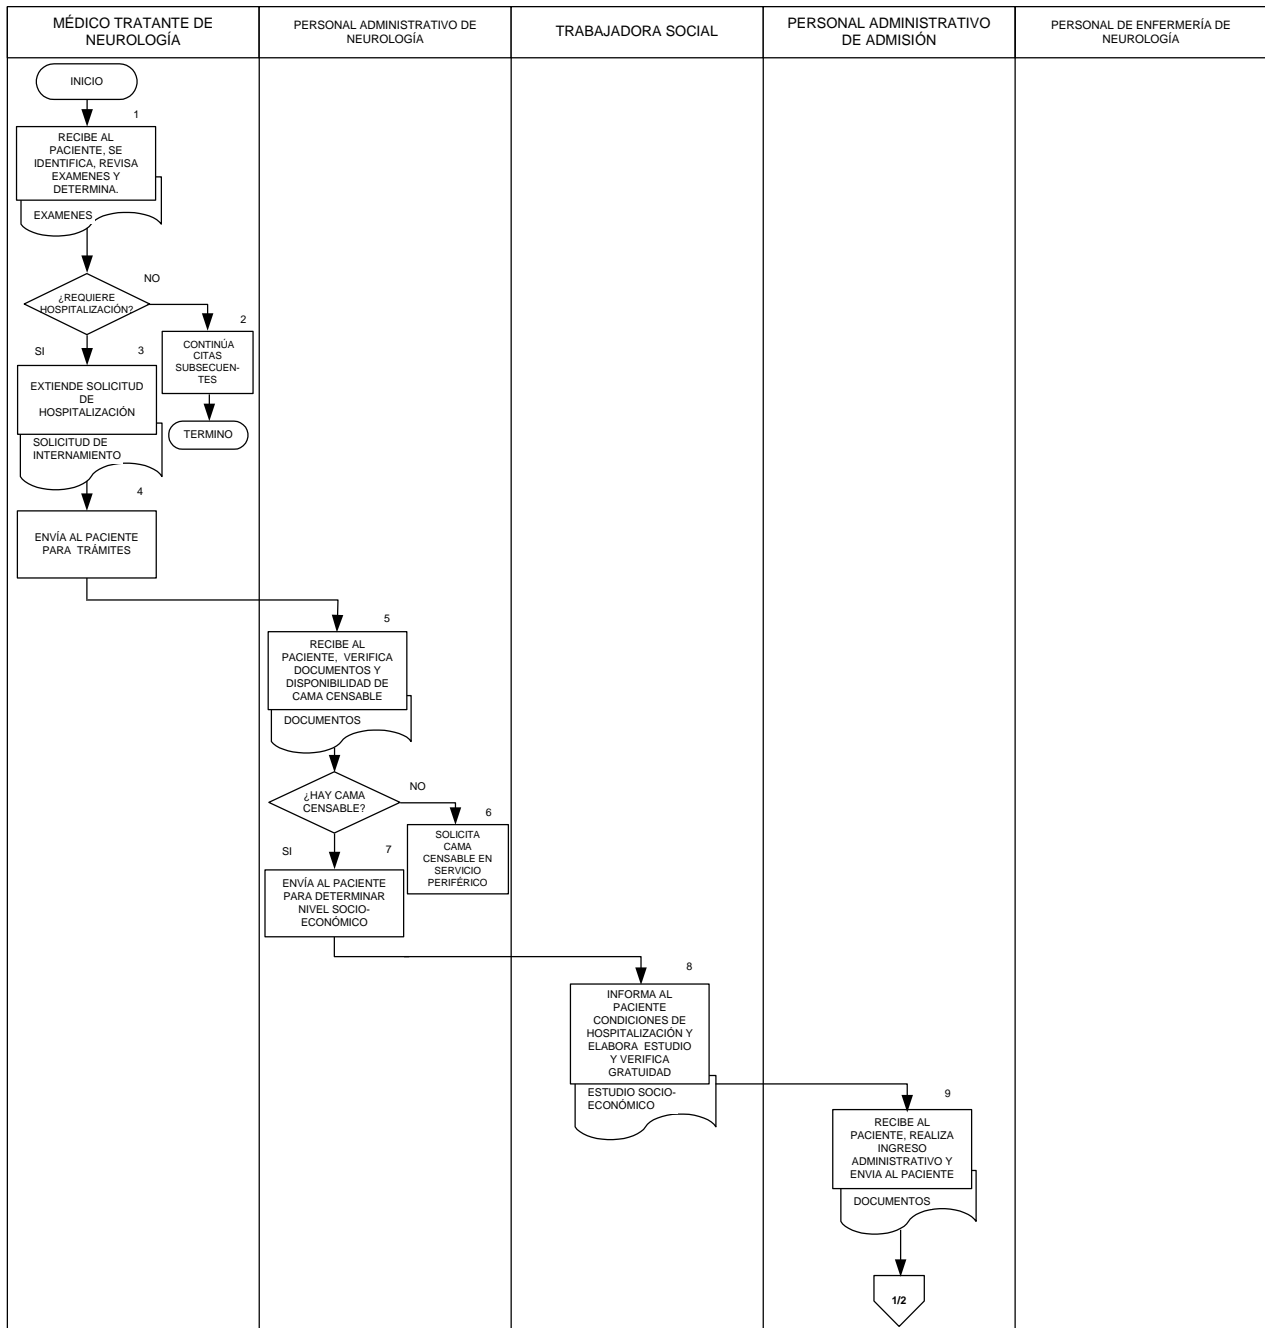 MÉDICO TRATANTE DE
NEUROLOGÍA
PERSONAL ADMINISTRATIVO DE
NEUROLOGÍA
TRABAJADORA SOCIAL
PERSONAL ADMINISTRATIVO
DE ADMISIÓN
PERSONAL DE ENFERMERÍA DE
NEUROLOGÍA
INICIO
1
RECIBE AL
PACIENTE, SE
IDENTIFICA, REVISA
EXAMENES Y
DETERMINA.
EXAMENES
¿REQUIERE
HOSPITALIZACIÓN?
NO
2
CONTINÚA
CITAS
SUBSECUEN-
TES
TERMINO
SI
3
EXTIENDE SOLICITUD
DE
HOSPITALIZACIÓN
SOLICITUD DE
INTERNAMIENTO
4
ENVÍA AL PACIENTE
PARA TRÁMITES
5
RECIBE AL
PACIENTE, VERIFICA
DOCUMENTOS Y
DISPONIBILIDAD DE
CAMA CENSABLE
DOCUMENTOS
¿HAY CAMA
CENSABLE?
NO
6
SOLICITA
CAMA
CENSABLE EN
SERVICIO
PERIFÉRICO
SI
7
ENVÍA AL PACIENTE
PARA DETERMINAR
NIVEL SOCIO-
ECONÓMICO
8
INFORMA AL
PACIENTE
CONDICIONES DE
HOSPITALIZACIÓN Y
ELABORA ESTUDIO
Y VERIFICA
GRATUIDAD
ESTUDIO SOCIO-
ECONÓMICO
9
RECIBE AL
PACIENTE, REALIZA
INGRESO
ADMINISTRATIVO Y
ENVIA AL PACIENTE
DOCUMENTOS
1/2